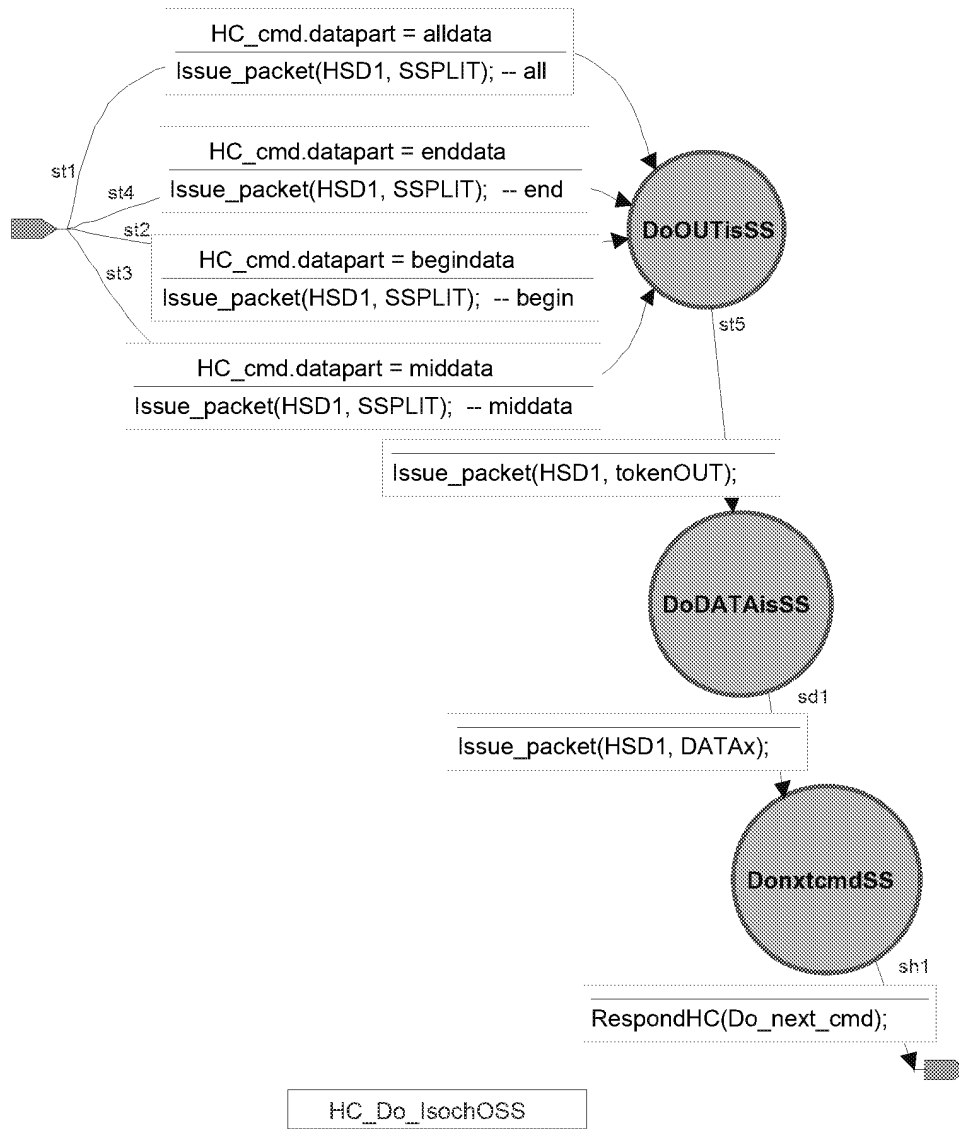 HC_cmd.datapart = alldata
Issue_packet(HSD1, SSPLIT); -- all
st1
HC_cmd.datapart = enddata
Issue_packet(HSD1, SSPLIT); -- end
st4
DoOUTisSS
st2
HC_cmd.datapart = begindata
st3
Issue_packet(HSD1, SSPLIT); -- begin
st5
HC_cmd.datapart = middata
Issue_packet(HSD1, SSPLIT); -- middata
Issue_packet(HSD1, tokenOUT);
DoDATAisSS
sd1
Issue_packet(HSD1, DATAx);
DonxtcmdSS
sh1
RespondHC(Do_next_cmd);
HC_Do_IsochOSS